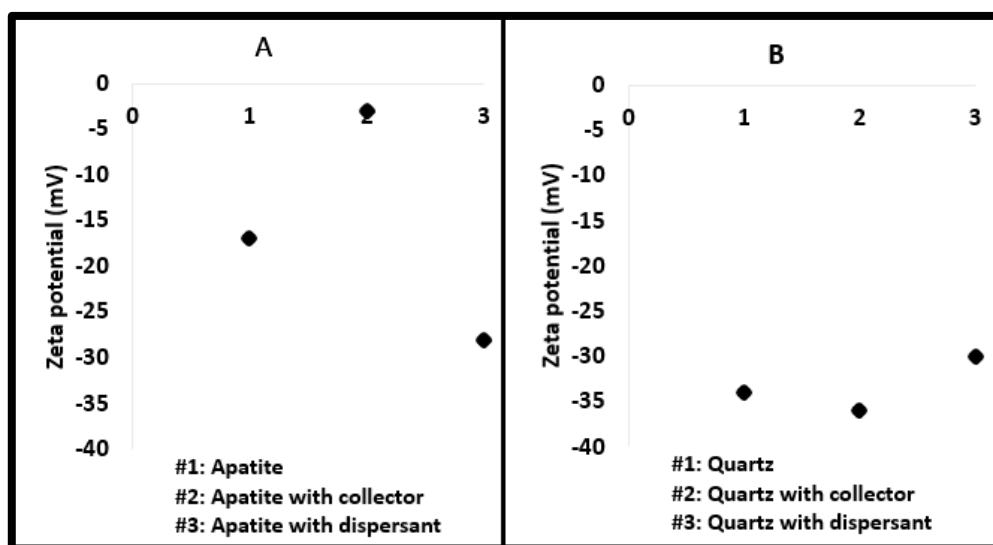 A
Zeta potential (mV)
0
-5
-10
-15
-20
-25
-30
-35
-40
0 1 2 3
#1: Apatite
#2: Apatite with collector
#3: Apatite with dispersant
B
Zeta potential (mV)
0
-5
-10
-15
-20
-25
-30
-35
-40
0 1 2 3
#1: Quartz
#2: Quartz with collector
#3: Quartz with dispersant